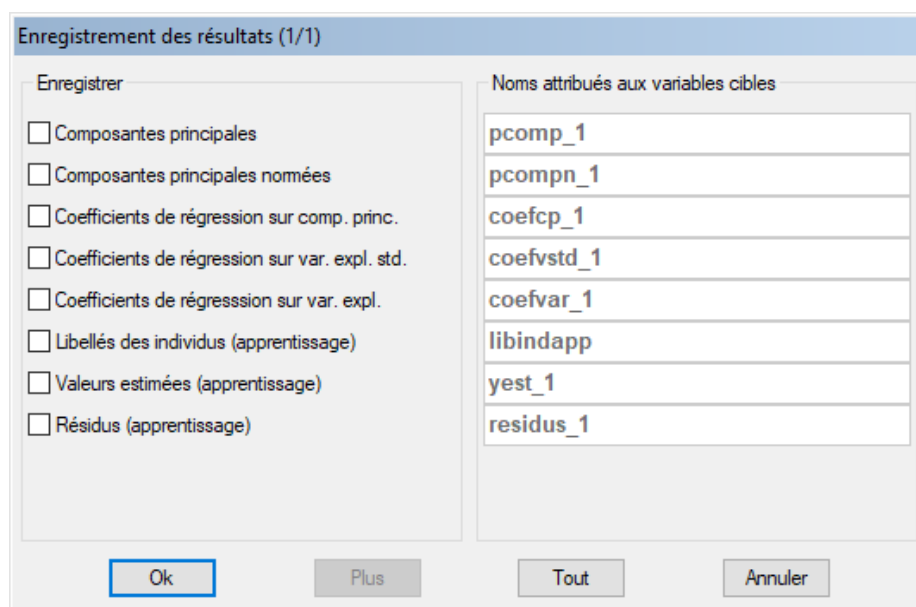 Enregistrement des résultats (1/1)
Enregistrer
Noms attribués aux variables cibles
Composantes principales
pcomp_1
Composantes principales normées
pcompn_1
Coefficients de régression sur comp. princ.
coefcp_1
Coefficients de régression sur var. expl. std.
coefvstd_1
Coefficients de régresssion sur var. expl.
coefvar_1
Libellés des individus (apprentissage)
libindapp
Valeurs estimées (apprentissage)
yest_1
Résidus (apprentissage)
residus_1
Ok
Plus
Tout
Annuler